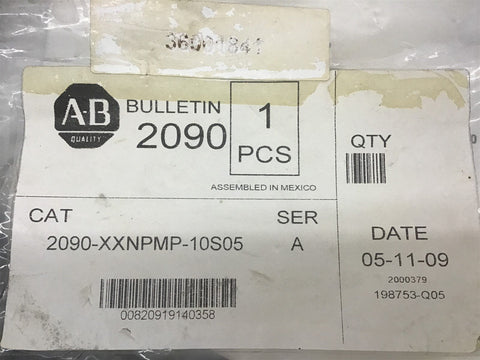 36001841
AB
QUALITY
BULLETIN
2090
1
PCS
QTY
ASSEMBLED IN MEXICO
CAT
SER
2090-XXNPMP-10S05
A
DATE
05-11-09
2000379
198753-Q05
00820919140358